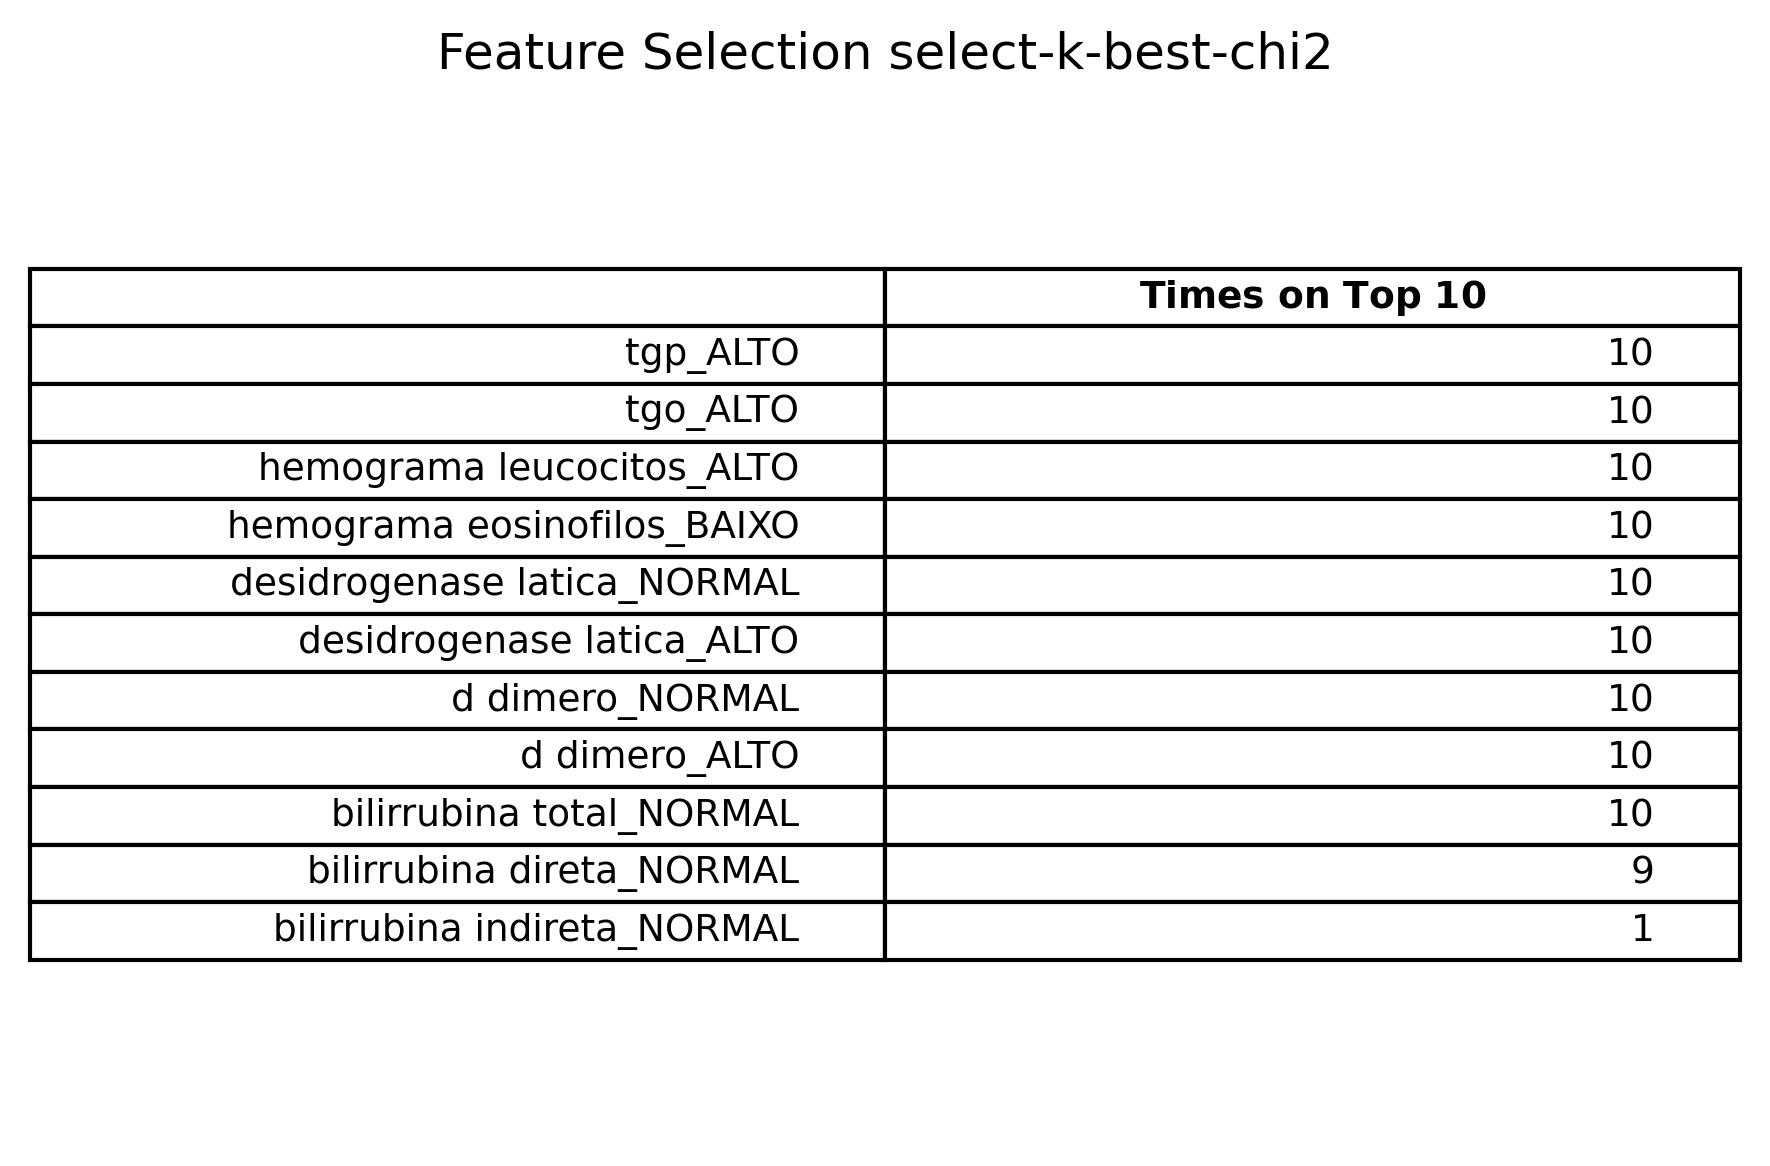 Feature Selection select-k-best-chi2
Times on Top 10
tgp_ALTO 10
tgo_ALTO 10
hemograma leucocitos_ALTO 10
hemograma eosinofilos_BAIXO 10
desidrogenase latica_NORMAL 10
desidrogenase latica_ALTO 10
d dimero_NORMAL 10
d dimero_ALTO 10
bilirrubina total_NORMAL 10
bilirrubina direta_NORMAL 9
bilirrubina indireta_NORMAL 1